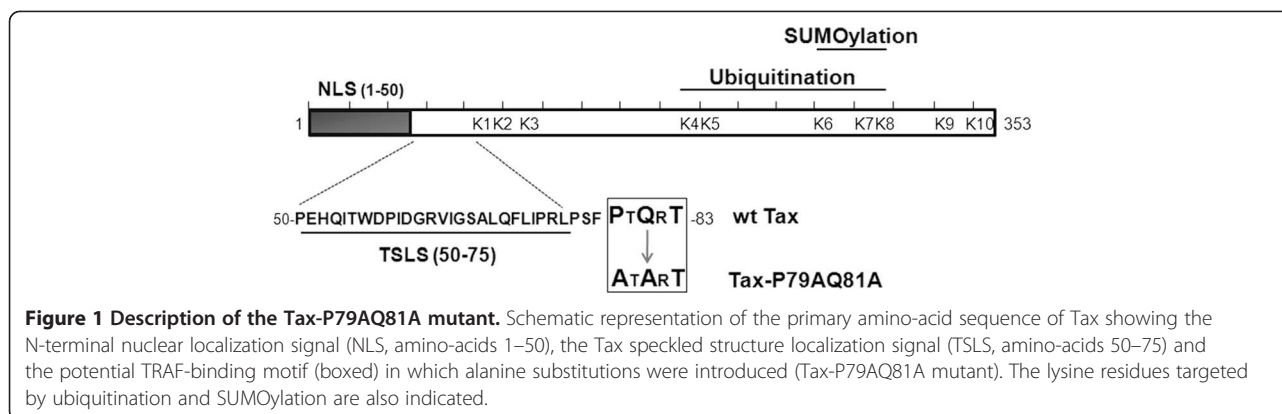 SUMOylation
Ubiquitination
NLS (1-50)
1 K1 K2 K3 K4 K5 K6 K7 K8 K9 K10 353
50-PEHQITWDPIDGRVIGSALQFLIPRLPSF PTQRT -83 wt Tax
TSLS (50-75)
ATART Tax-P79AQ81A
Figure 1 Description of the Tax-P79AQ81A mutant. Schematic representation of the primary amino-acid sequence of Tax showing the
N-terminal nuclear localization signal (NLS, amino-acids 1–50), the Tax speckled structure localization signal (TSLS, amino-acids 50–75) and
the potential TRAF-binding motif (boxed) in which alanine substitutions were introduced (Tax-P79AQ81A mutant). The lysine residues targeted
by ubiquitination and SUMOylation are also indicated.